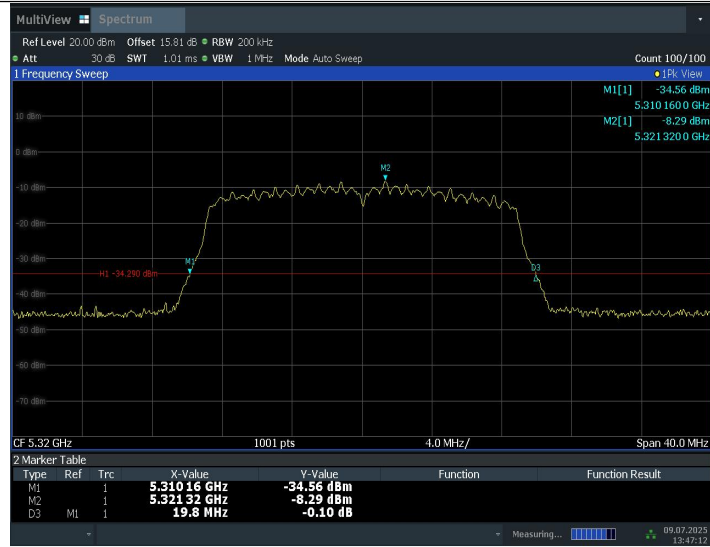 MultiView Spectrum
Ref Level 20.00 dBm Offset 15.81 dB RBW 200 kHz
Att 30 dB SWT 1.01 ms VBW 1 MHz Mode Auto Sweep Count 100/100
1 Frequency Sweep 1Pk View
M1[1] -34.56 dBm
5.310 160 0 GHz
10 dBm
M2[1] -8.29 dBm
5.321 320 0 GHz
0 dBm
M2
-10 dBm
-20 dBm
-30 dBm
M1
D3
H1 -34.290 dBm
-40 dBm
-50 dBm
-60 dBm
-70 dBm
CF 5.32 GHz 1001 pts 4.0 MHz/ Span 40.0 MHz
2 Marker Table
Type Ref Trc X-Value Y-Value Function Function Result
M1 1 5.310 16 GHz -34.56 dBm
M2 1 5.321 32 GHz -8.29 dBm
D3 M1 1 19.8 MHz -0.10 dB
Measuring... 09.07.2025
13:47:12